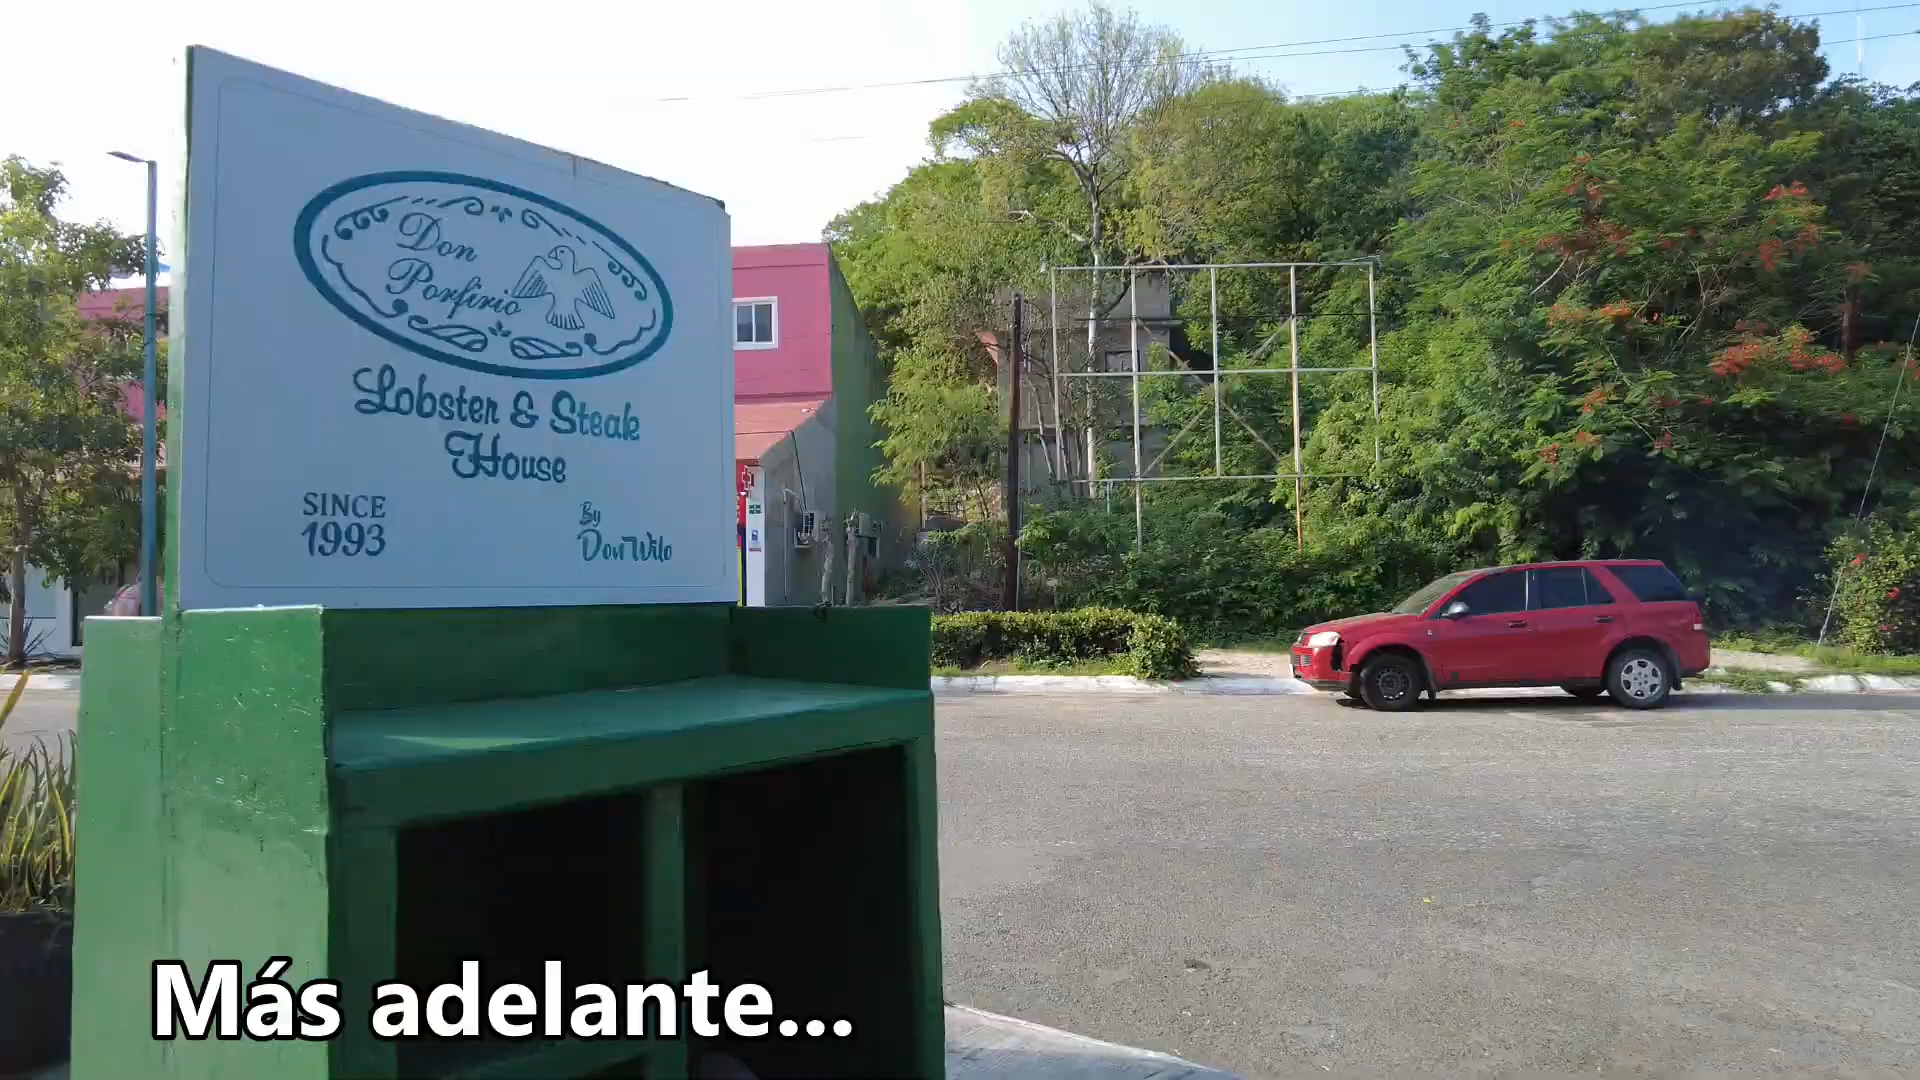 Don
Porfirio
Lobster & Steak
House
SINCE
1993
By
Don Wilo
Más adelante...